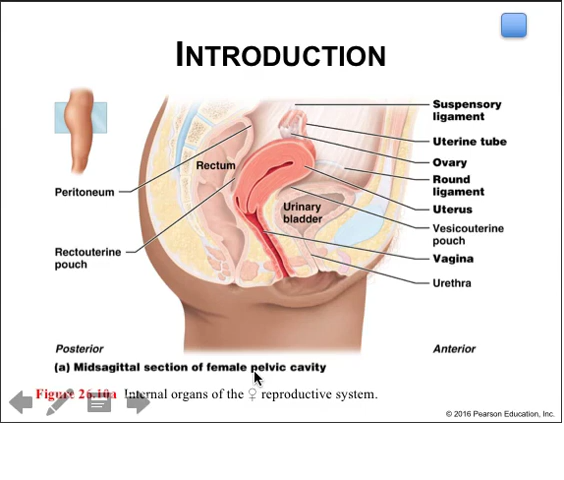 INTRODUCTION
Suspensory
ligament
Uterine tube
Ovary
Round
ligament
Uterus
Vesicouterine
pouch
Vagina
Urethra
Rectum
Peritoneum
Urinary
bladder
Rectouterine
pouch
Posterior
Anterior
(a) Midsagittal section of female pelvic cavity
Figure 26.10a Internal organs of the ♀ reproductive system.
© 2016 Pearson Education, Inc.